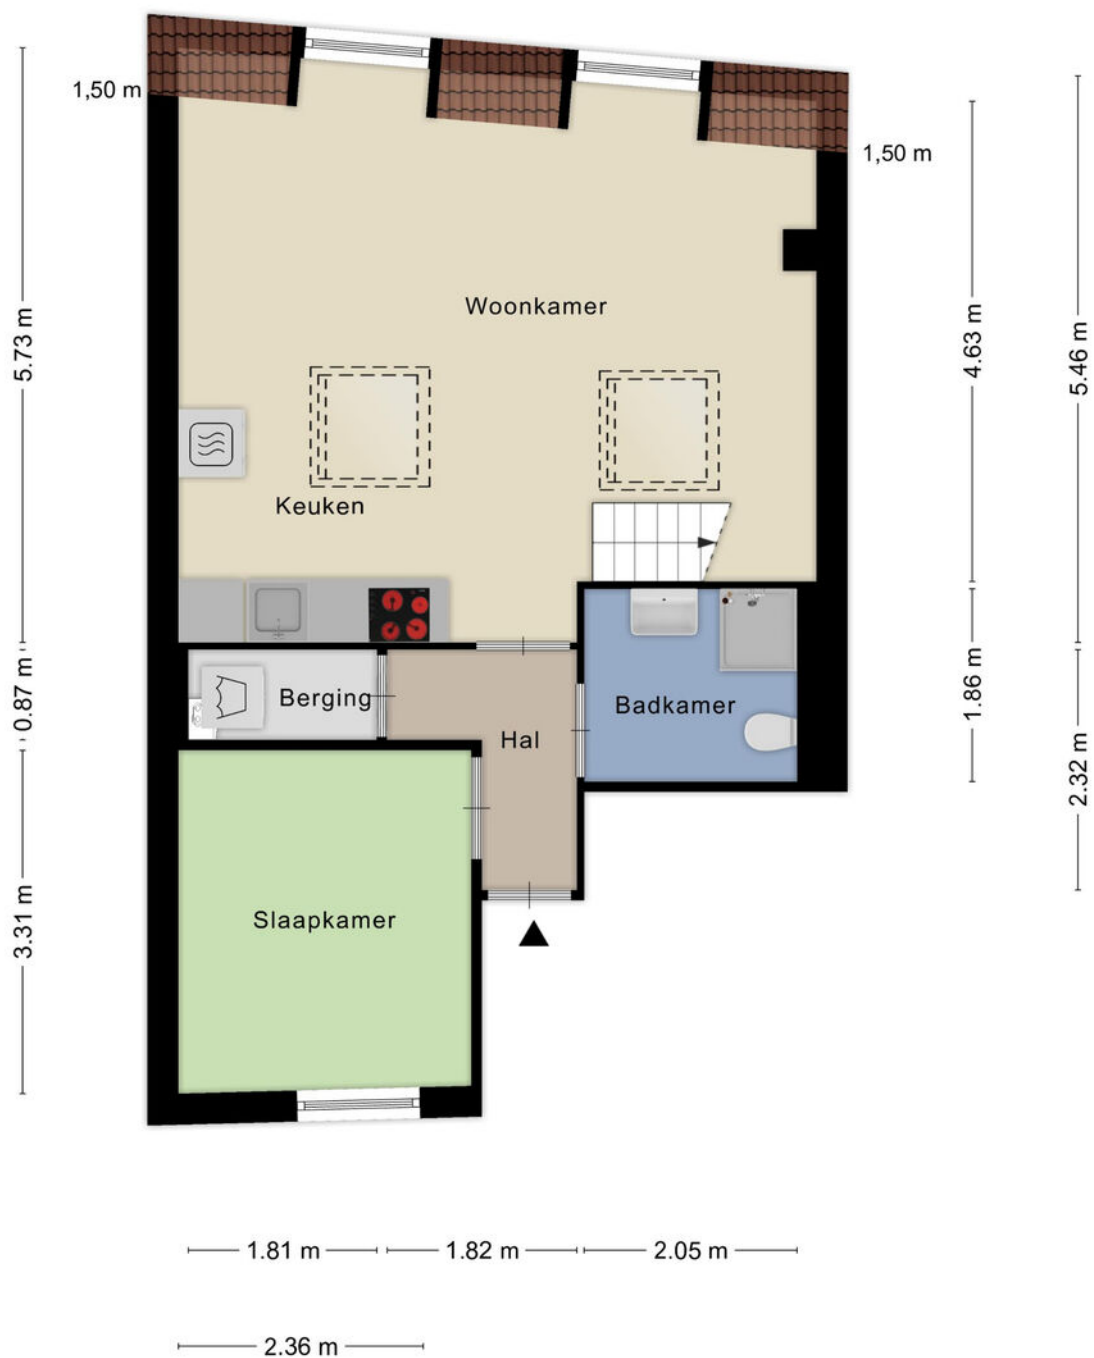 1,50 m
1,50 m
Woonkamer
5.73 m
4.63 m
5.46 m
Keuken
0.87 m
Berging
Hal
Badkamer
1.86 m
2.32 m
Slaapkamer
3.31 m
1.81 m
1.82 m
2.05 m
2.36 m